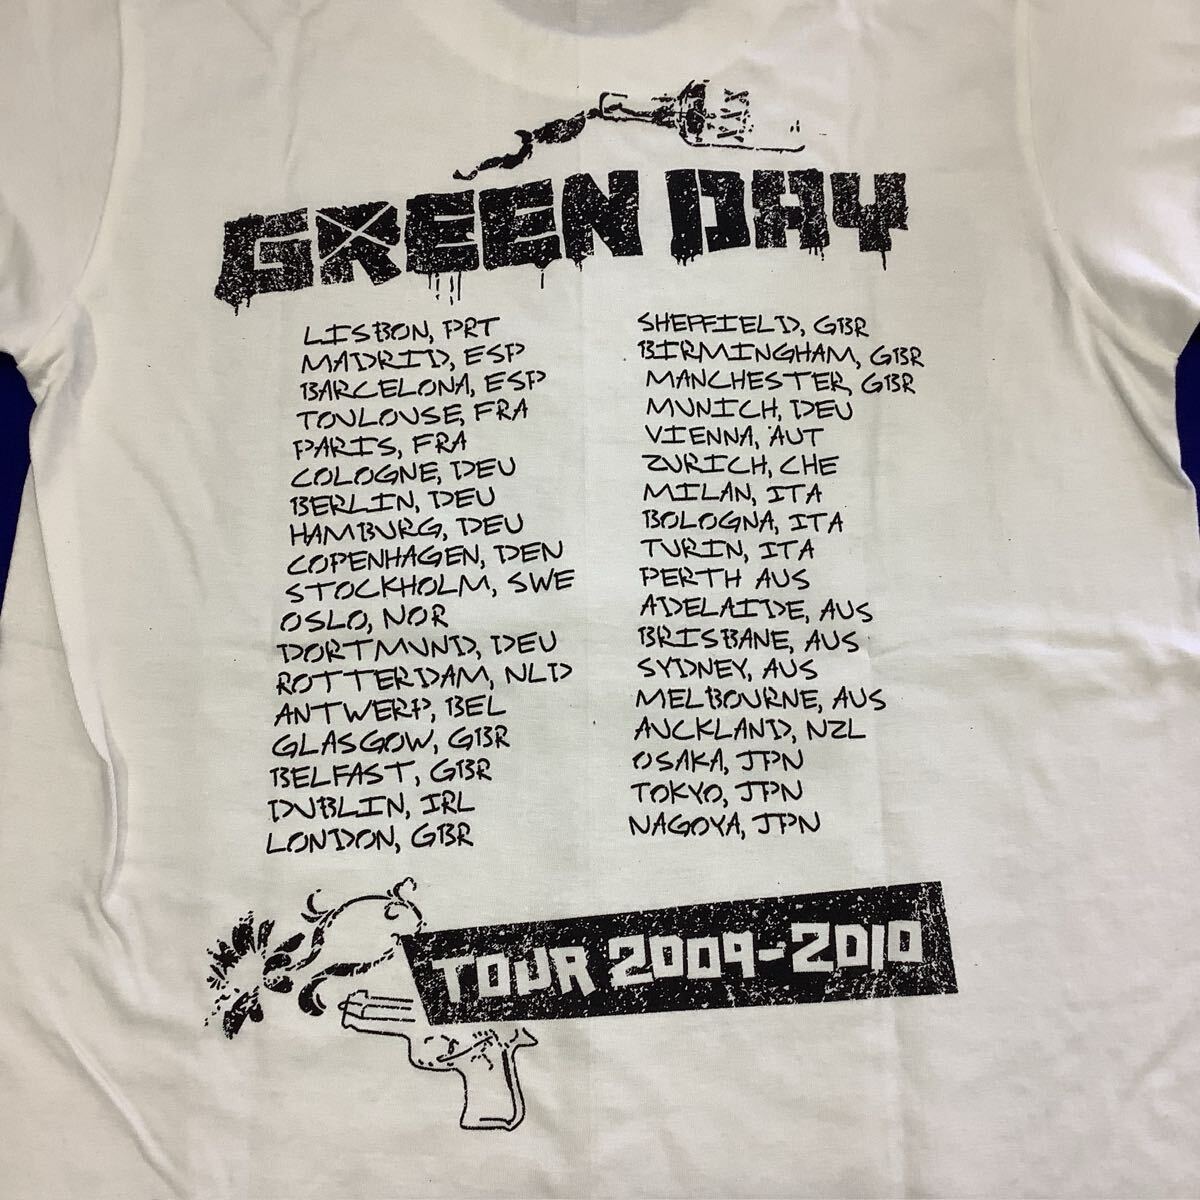 GREEN DAY
LISBON, PRT
MADRID, ESP
BARCELONA, ESP
TOULOUSE, FRA
PARIS, FRA
COLOGNE, DEU
BERLIN, DEU
HAMBURG, DEU
COPENHAGEN, DEN
STOCKHOLM, SWE
OSLO, NOR
DORTMUND, DEU
ROTTERDAM, NLD
ANTWERP, BEL
GLASGOW, GBR
BELFAST, GBR
DUBLIN, IRL
LONDON, GBR
SHEFFIELD, GBR
BIRMINGHAM, GBR
MANCHESTER, GBR
MUNICH, DEU
VIENNA, AUT
ZURICH, CHE
MILAN, ITA
BOLOGNA, ITA
TURIN, ITA
PERTH AUS
ADELAIDE, AUS
BRISBANE, AUS
SYDNEY, AUS
MELBOURNE, AUS
AUCKLAND, NZL
OSAKA, JPN
TOKYO, JPN
NAGOYA, JPN
TOUR 2009-2010